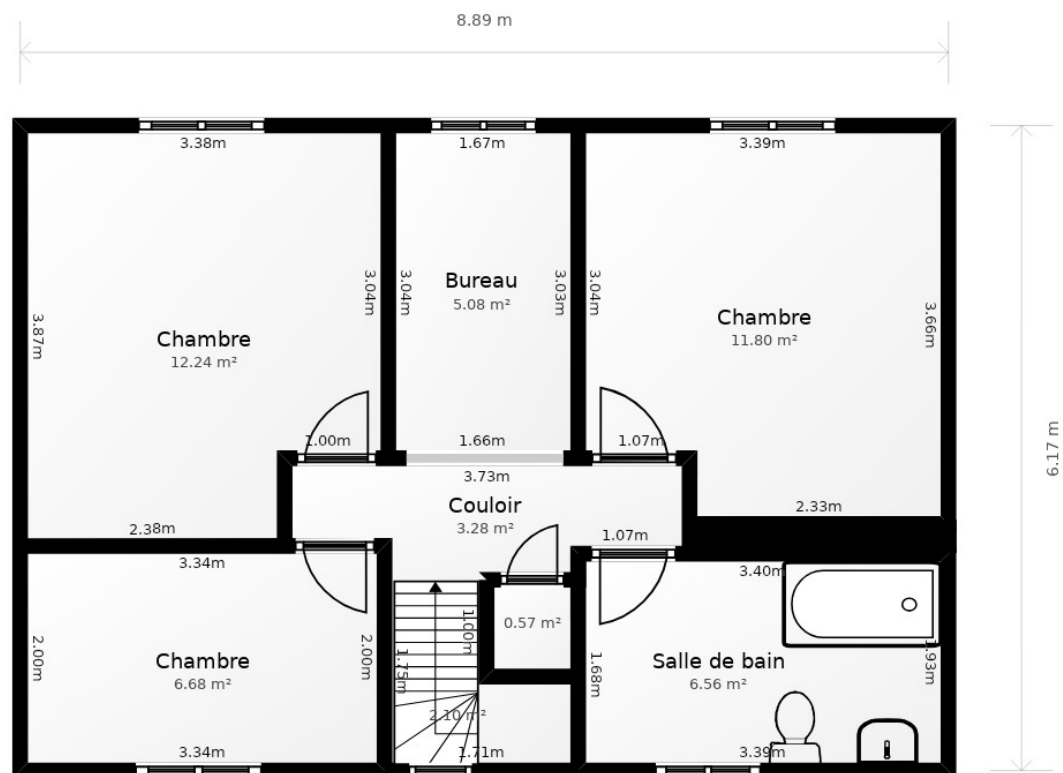 8.89 m
3.38m
1.67m
3.39m
3.04m
3.04m
3.03m
3.04m
3.87m
3.66m
6.17 m
Chambre
12.24 m²
Bureau
5.08 m²
Chambre
11.80 m²
1.00m
1.66m
1.07m
2.38m
3.73m
2.33m
Couloir
3.28 m²
1.07m
3.34m
3.40m
2.00m
Chambre
6.68 m²
2.00m
1.75m
1.00m
0.57 m²
1.68m
Salle de bain
6.56 m²
1.93m
2.10 m²
3.34m
1.71m
3.39m